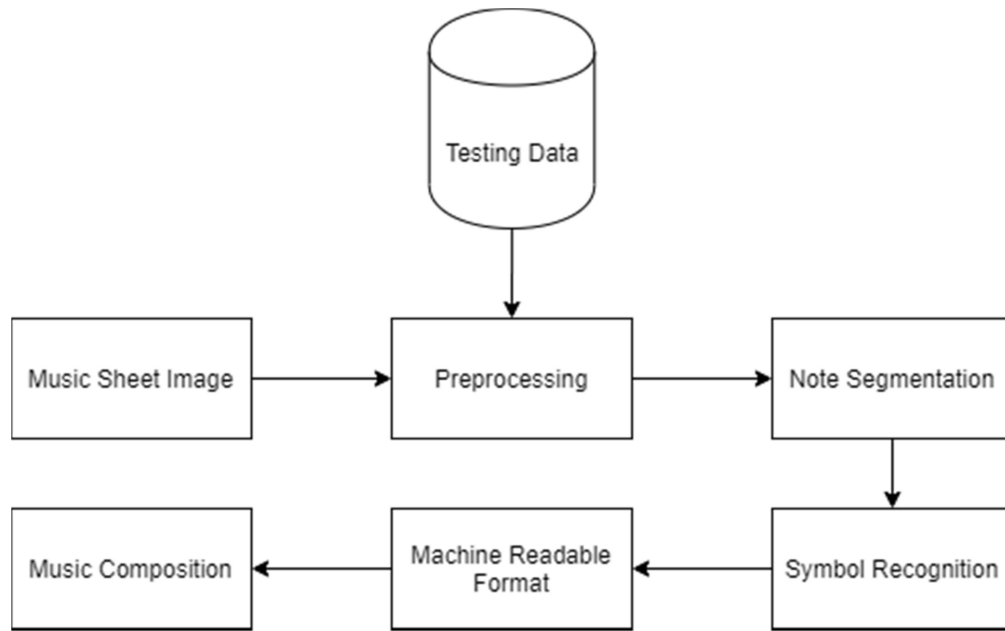 Testing Data
Music Sheet Image
Preprocessing
Note Segmentation
Music Composition
Machine Readable
Format
Symbol Recognition